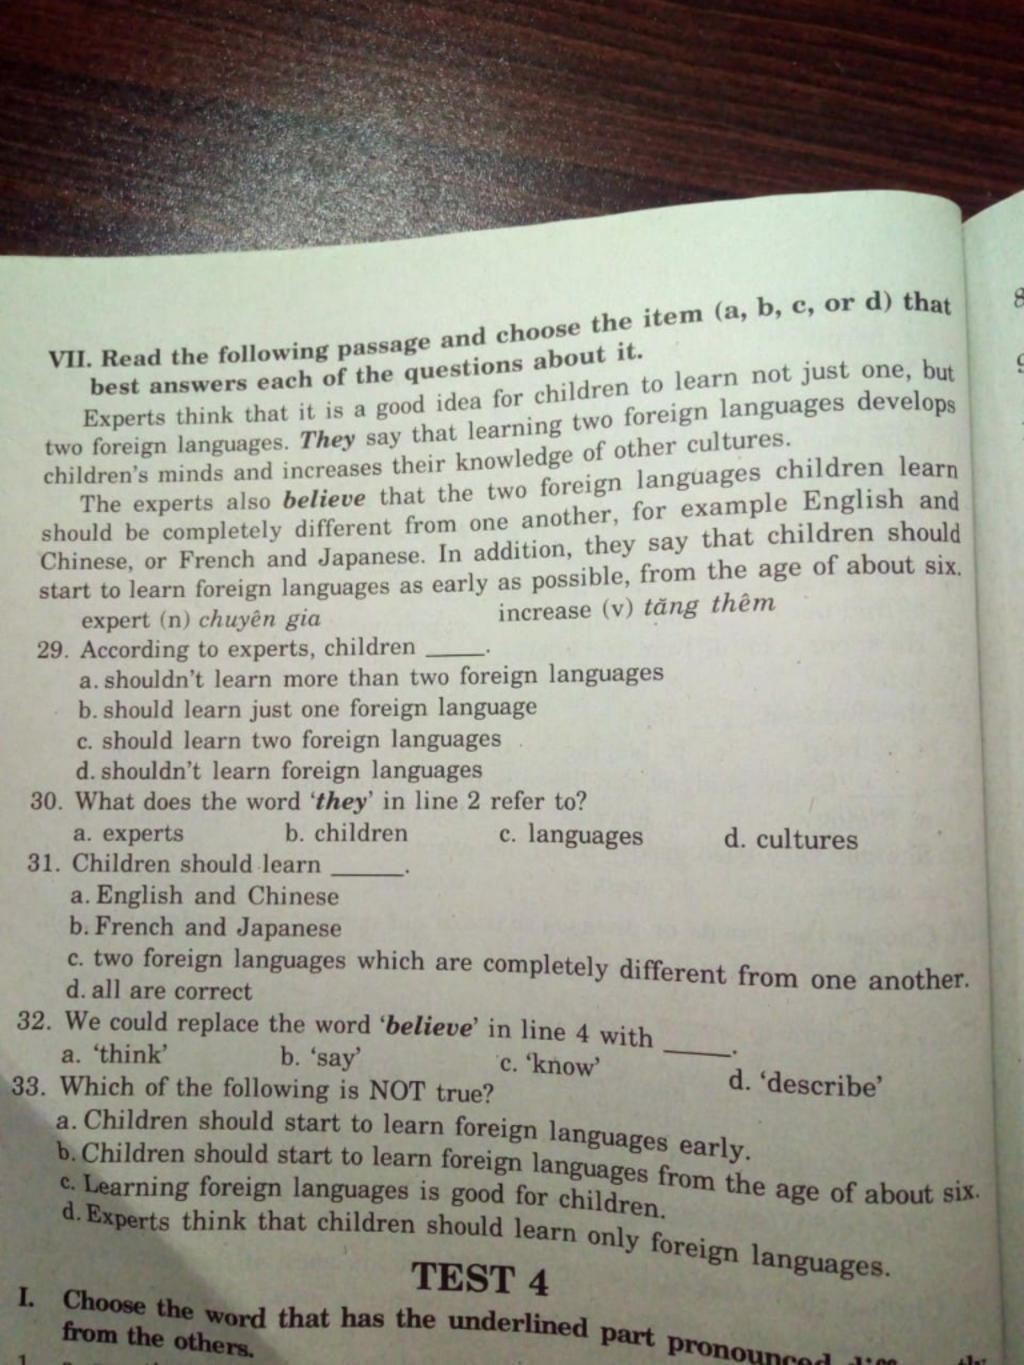 VII. Read the following passage and choose the item (a, b, c, or d) that
best answers each of the questions about it.
Experts think that it is a good idea for children to learn not just one, but
two foreign languages. They say that learning two foreign languages develops
children's minds and increases their knowledge of other cultures.
The experts also believe that the two foreign languages children learn
should be completely different from one another, for example English and
Chinese, or French and Japanese. In addition, they say that children should
start to learn foreign languages as early as possible, from the age of about six.
expert (n) chuyên gia increase (v) tăng thêm
29. According to experts, children _____.
a. shouldn't learn more than two foreign languages
b. should learn just one foreign language
c. should learn two foreign languages
d. shouldn't learn foreign languages
30. What does the word 'they' in line 2 refer to?
a. experts b. children c. languages d. cultures
31. Children should learn _____.
a. English and Chinese
b. French and Japanese
c. two foreign languages which are completely different from one another.
d. all are correct
32. We could replace the word 'believe' in line 4 with _____.
a. 'think' b. 'say' c. 'know' d. 'describe'
33. Which of the following is NOT true?
a. Children should start to learn foreign languages early.
b. Children should start to learn foreign languages from the age of about six.
c. Learning foreign languages is good for children.
d. Experts think that children should learn only foreign languages.
TEST 4
I. Choose the word that has the underlined part pronounced
from the others.